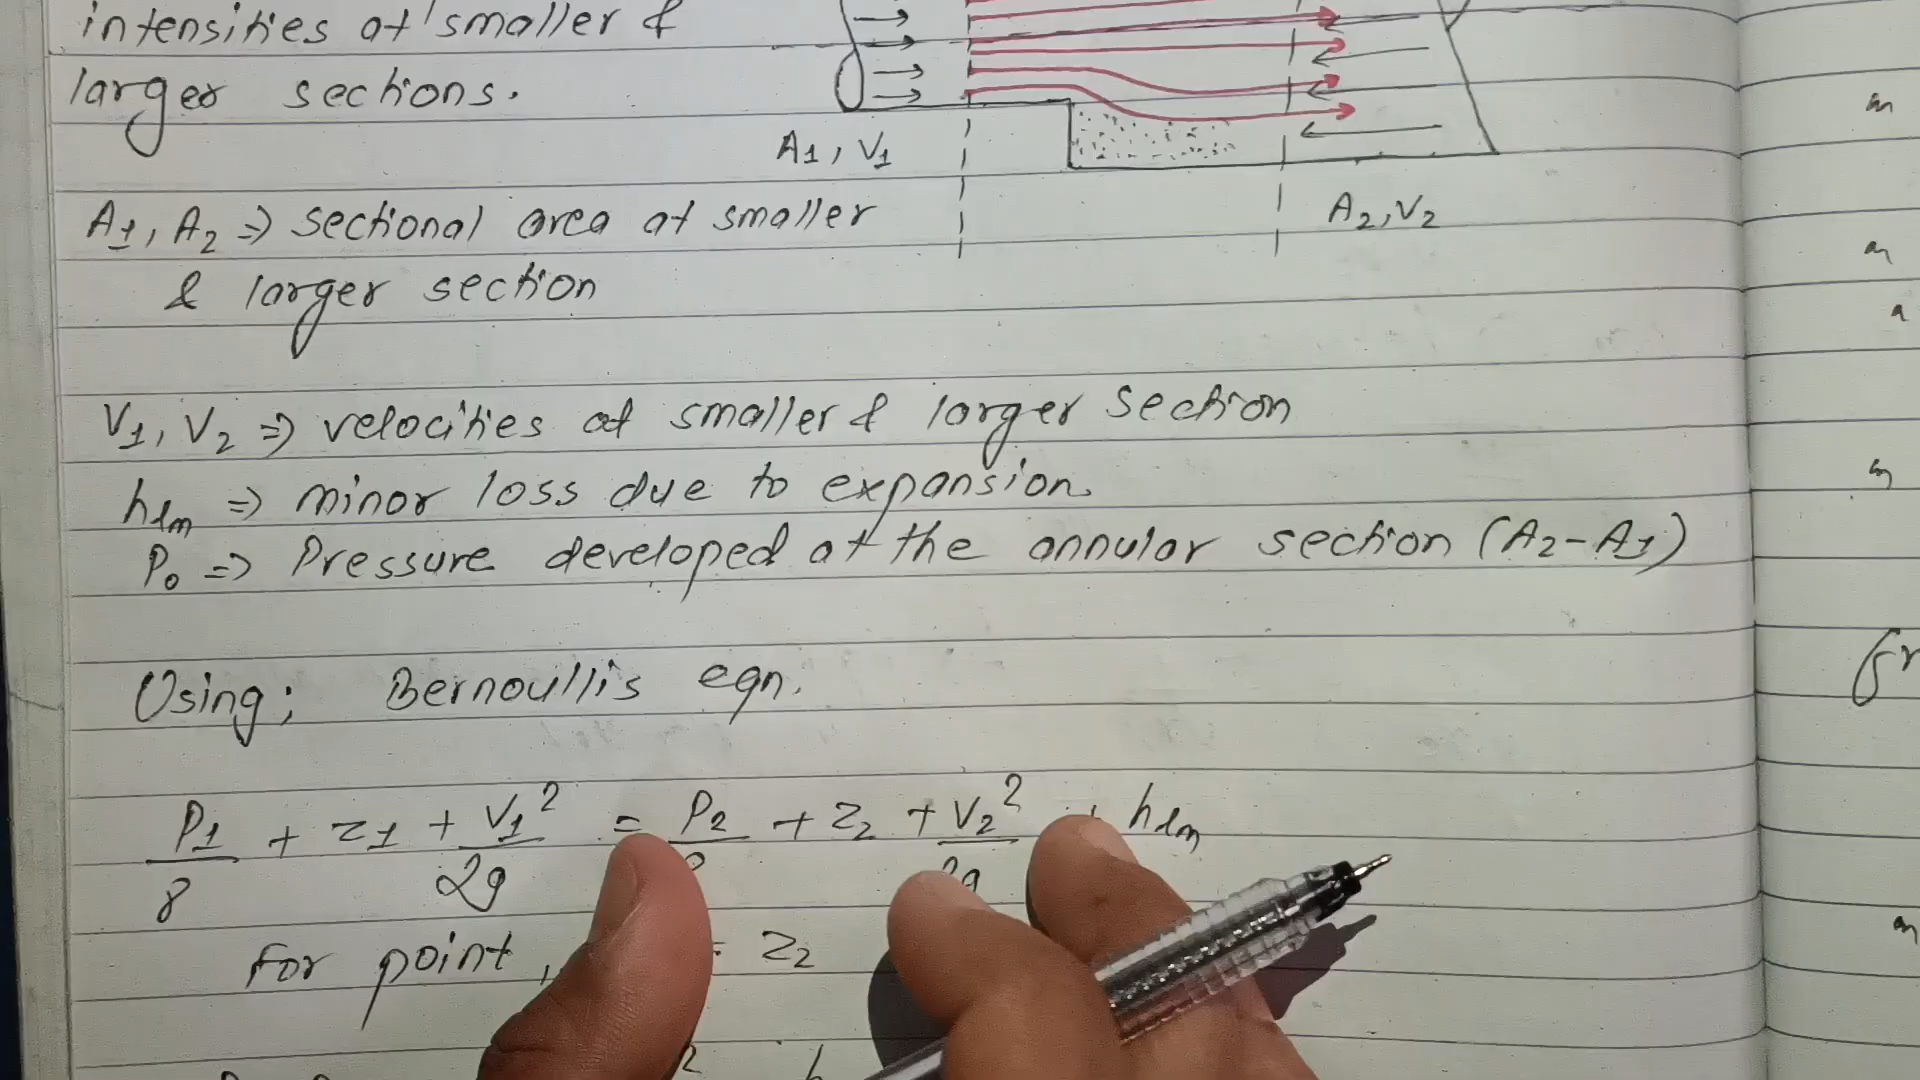 intensities at smaller &
larger sections.
A1, V1
A1, A2 => sectional area at smaller
A2, V2
& larger section
V1, V2 => velocities at smaller & larger section
hlm => minor loss due to expansion.
P0 => Pressure developed at the annular section (A2-A1)
Using; Bernoullis eqn.
P1/γ + z1 + V1²/2g = P2/γ + z2 + V2²/2g + hlm
for point, = z2